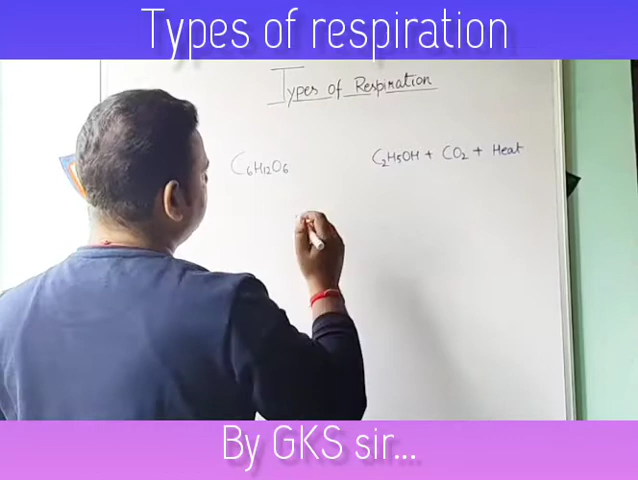 Types of respiration
Types of Respiration
C6H12O6 C2H5OH + CO2 + Heat
By GKS sir...